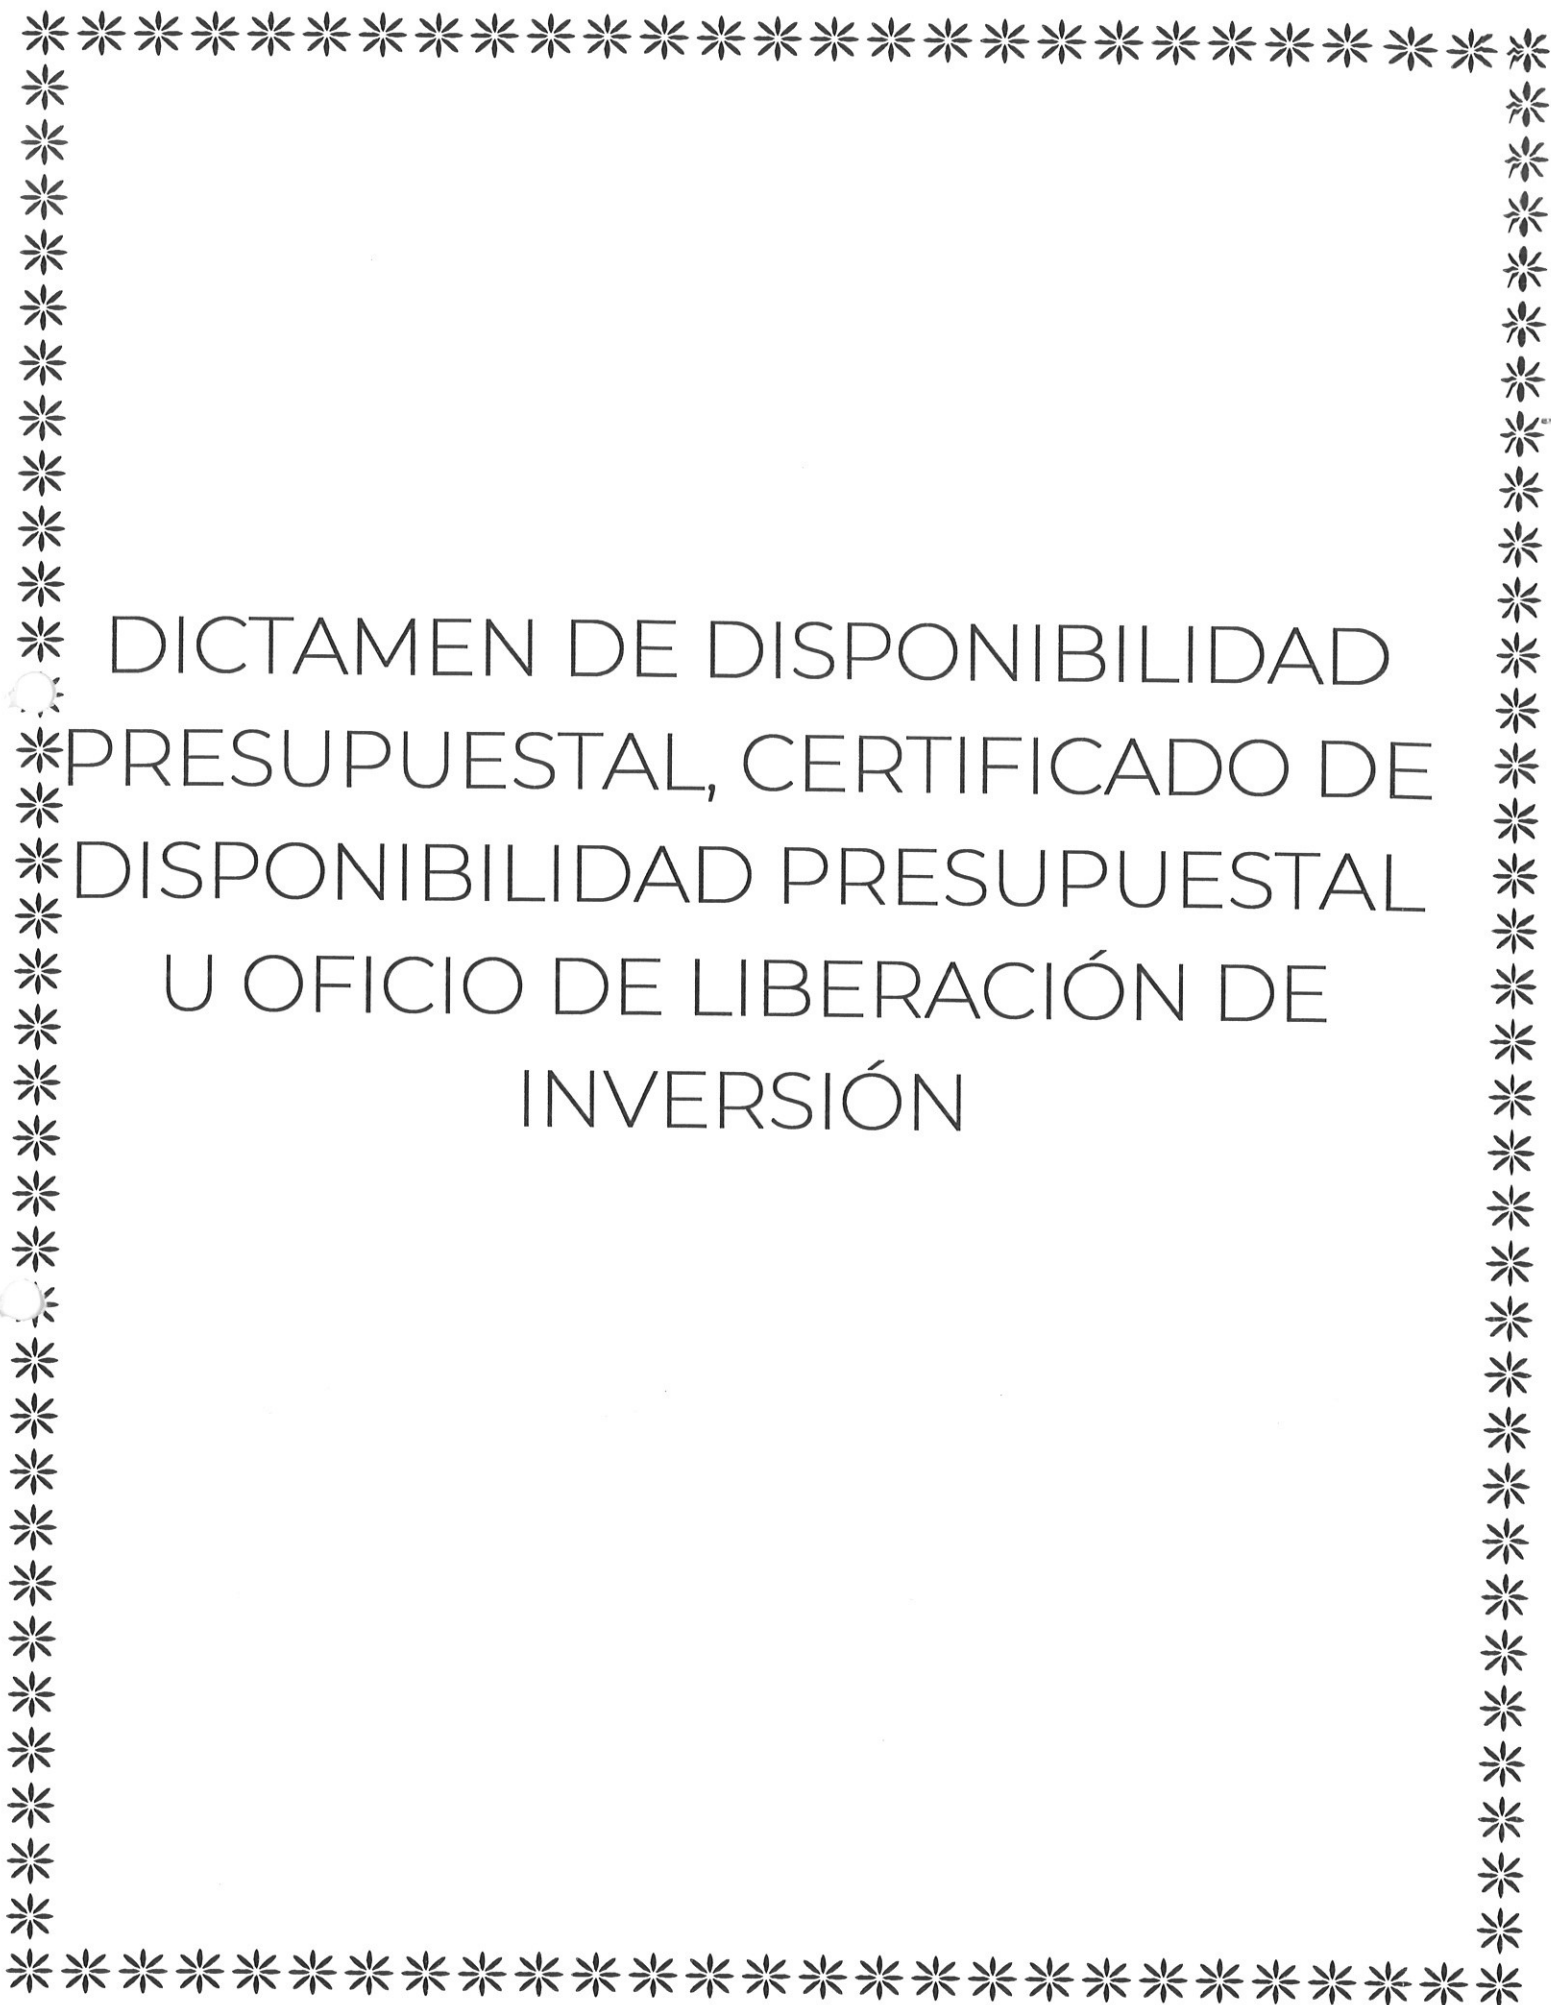 DICTAMEN DE DISPONIBILIDAD
PRESUPUESTAL, CERTIFICADO DE
DISPONIBILIDAD PRESUPUESTAL
U OFICIO DE LIBERACIÓN DE
INVERSIÓN